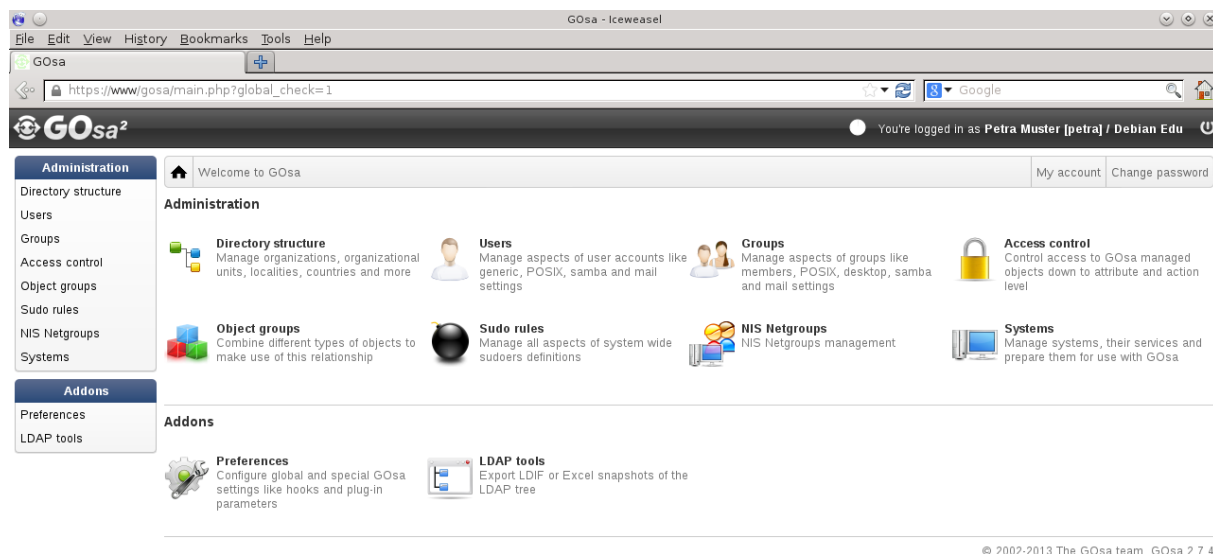 GOsa - Iceweasel
File Edit View History Bookmarks Tools Help
GOsa
https://www/gosa/main.php?global_check=1
Google
GOsa²
You're logged in as Petra Muster [petra] / Debian Edu
Administration
Directory structure
Users
Groups
Access control
Object groups
Sudo rules
NIS Netgroups
Systems
Addons
Preferences
LDAP tools
Welcome to GOsa
My account
Change password
Administration
Directory structure
Manage organizations, organizational
units, localities, countries and more
Users
Manage aspects of user accounts like
generic, POSIX, samba and mail
settings
Groups
Manage aspects of groups like
members, POSIX, desktop, samba
and mail settings
Access control
Control access to GOsa managed
objects down to attribute and action
level
Object groups
Combine different types of objects to
make use of this relationship
Sudo rules
Manage all aspects of system wide
sudoers definitions
NIS Netgroups
NIS Netgroups management
Systems
Manage systems, their services and
prepare them for use with GOsa
Addons
Preferences
Configure global and special GOsa
settings like hooks and plug-in
parameters
LDAP tools
Export LDIF or Excel snapshots of the
LDAP tree
© 2002-2013 The GOsa team, GOsa 2.7.4